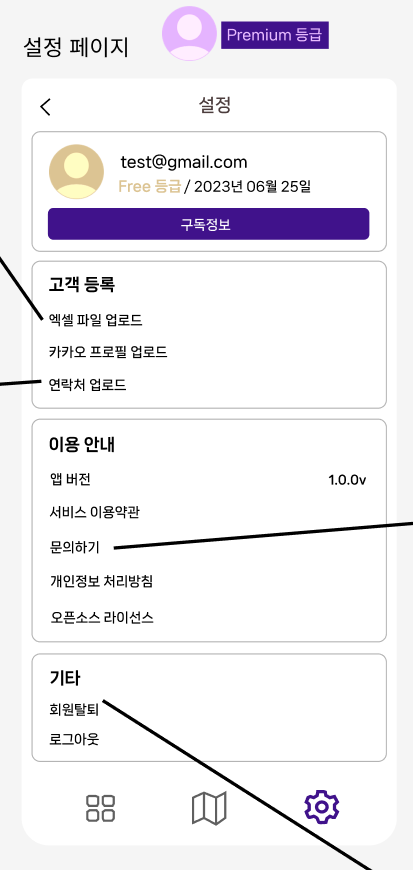 설정 페이지
Premium 등급
설정
test@gmail.com
Free 등급 / 2023년 06월 25일
구독정보
고객 등록
엑셀 파일 업로드
카카오 프로필 업로드
연락처 업로드
이용 안내
앱 버전 1.0.0v
서비스 이용약관
문의하기
개인정보 처리방침
오픈소스 라이선스
기타
회원탈퇴
로그아웃